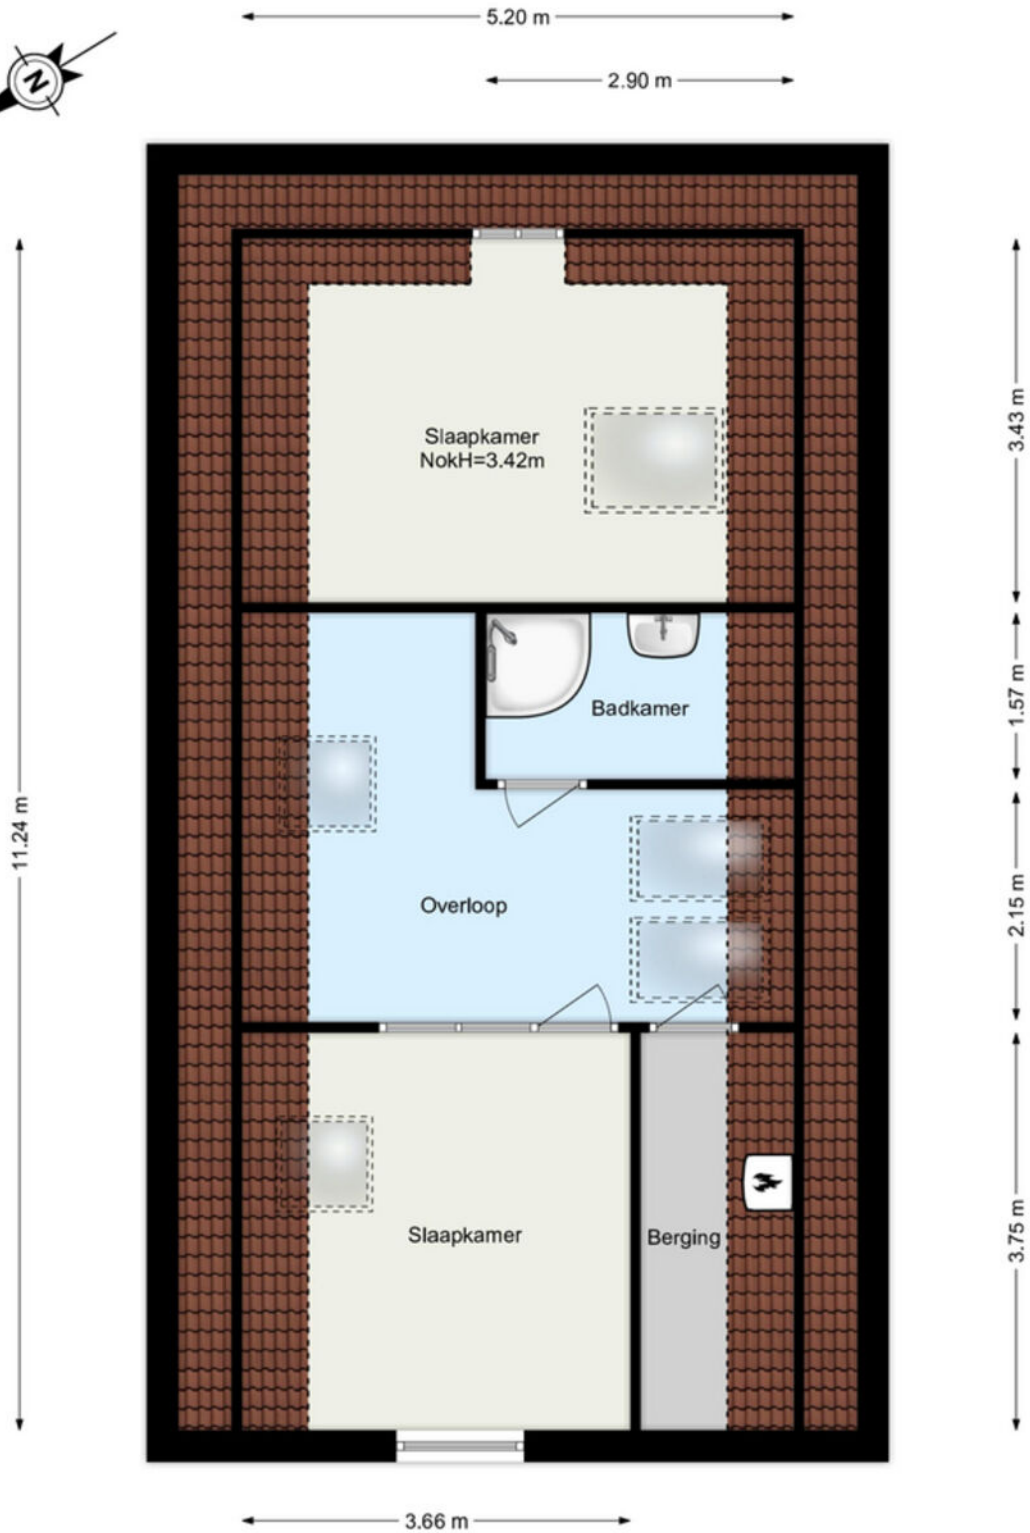 5.20 m
2.90 m
N
3.43 m
Slaapkamer
NokH=3.42m
1.57 m
Badkamer
11.24 m
2.15 m
Overloop
3.75 m
Slaapkamer
Berging
3.66 m